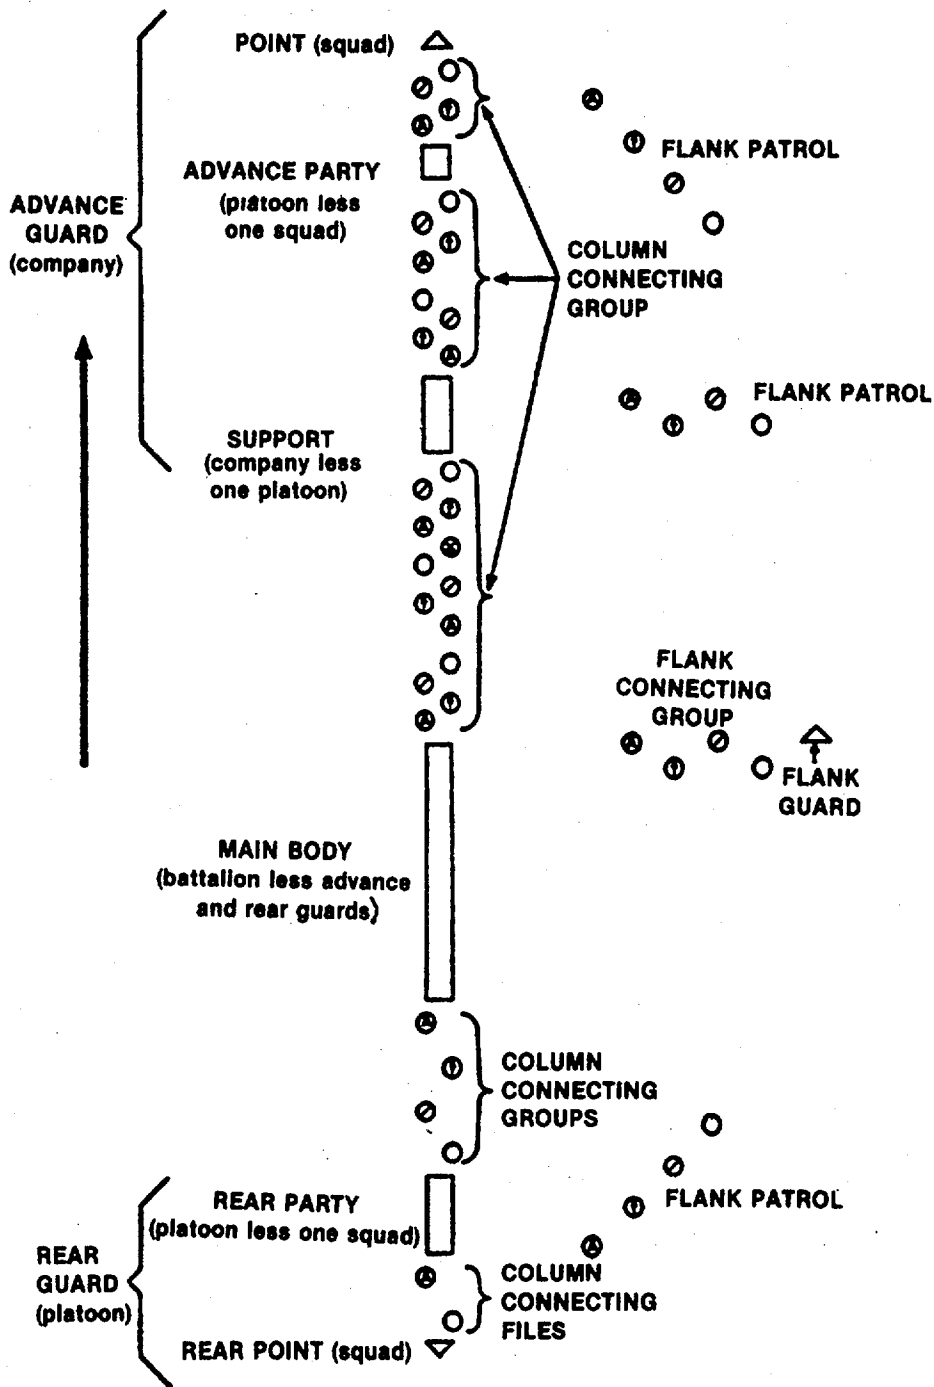 POINT (squad)
FLANK PATROL
ADVANCE PARTY
(platoon less
one squad)
ADVANCE
GUARD
(company)
COLUMN
CONNECTING
GROUP
FLANK PATROL
SUPPORT
(company less
one platoon)
FLANK
CONNECTING
GROUP
FLANK
GUARD
MAIN BODY
(battalion less advance
and rear guards)
COLUMN
CONNECTING
GROUPS
REAR PARTY
(platoon less one squad)
FLANK PATROL
REAR
GUARD
(platoon)
COLUMN
CONNECTING
FILES
REAR POINT (squad)